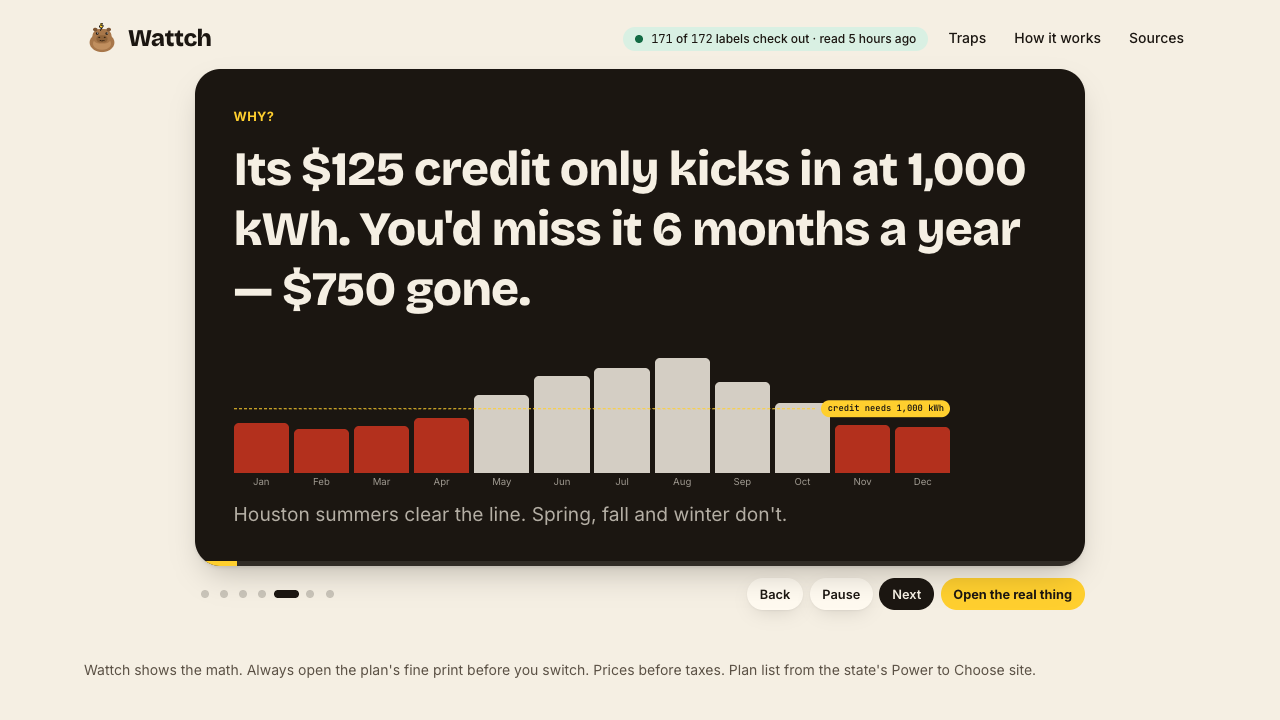 Wattch
171 of 172 labels check out · read 5 hours ago
Traps
How it works
Sources
WHY?
Its $125 credit only kicks in at 1,000
kWh. You'd miss it 6 months a year
— $750 gone.
credit needs 1,000 kWh
Jan Feb Mar Apr May Jun Jul Aug Sep Oct Nov Dec
Houston summers clear the line. Spring, fall and winter don't.
Back
Pause
Next
Open the real thing
Wattch shows the math. Always open the plan's fine print before you switch. Prices before taxes. Plan list from the state's Power to Choose site.